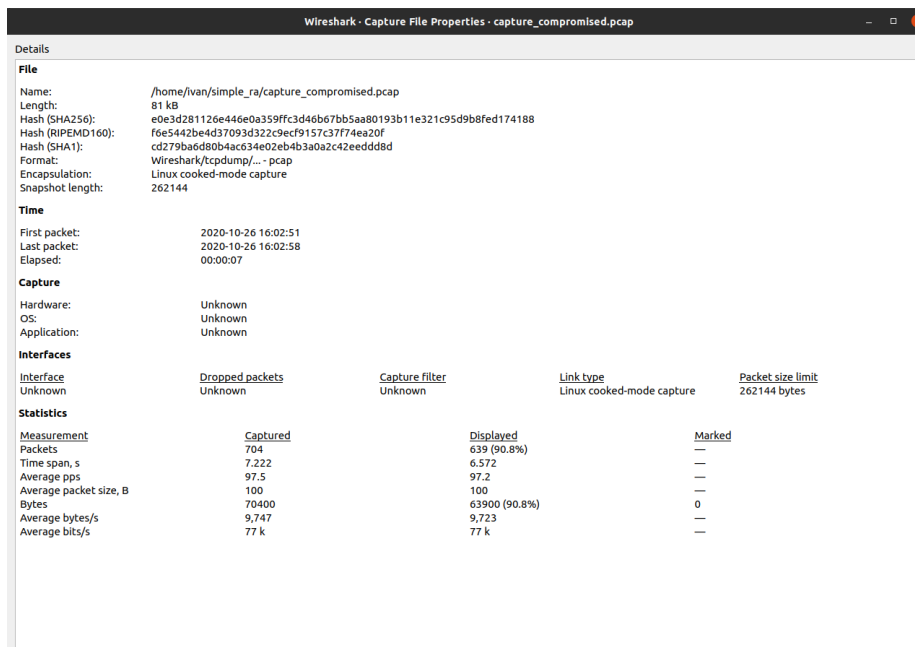 Wireshark · Capture File Properties · capture_compromised.pcap
Details
File
Name: /home/ivan/simple_ra/capture_compromised.pcap
Length: 81 kB
Hash (SHA256): e0e3d281126e446e0a359ffc3d46b67bb5aa80193b11e321c95d9b8fed174188
Hash (RIPEMD160): f6e5442be4d37093d322c9ecf9157c37f74ea20f
Hash (SHA1): cd279ba6d80b4ac634e02eb4b3a0a2c42eeddd8d
Format: Wireshark/tcpdump/... - pcap
Encapsulation: Linux cooked-mode capture
Snapshot length: 262144
Time
First packet: 2020-10-26 16:02:51
Last packet: 2020-10-26 16:02:58
Elapsed: 00:00:07
Capture
Hardware: Unknown
OS: Unknown
Application: Unknown
Interfaces
Interface Dropped packets Capture filter Link type Packet size limit
Unknown Unknown Unknown Linux cooked-mode capture 262144 bytes
Statistics
Measurement Captured Displayed Marked
Packets 704 639 (90.8%) —
Time span, s 7.222 6.572 —
Average pps 97.5 97.2 —
Average packet size, B 100 100 —
Bytes 70400 63900 (90.8%) 0
Average bytes/s 9,747 9,723 —
Average bits/s 77 k 77 k —